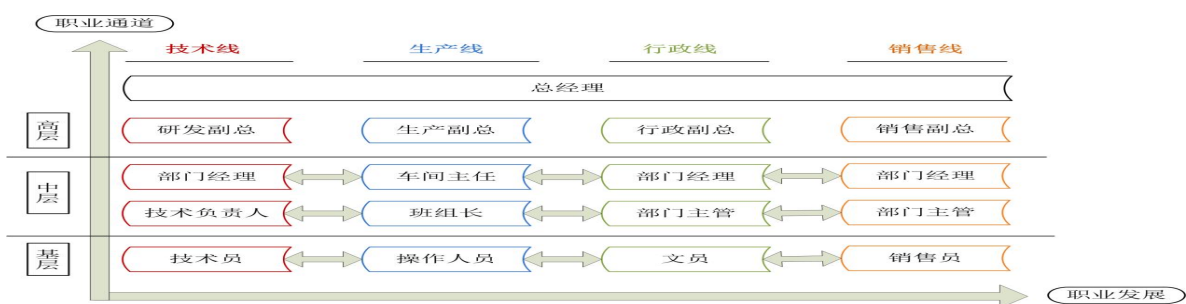 职业通道
技术线 生产线 行政线 销售线
总经理
高层
研发副总 生产副总 行政副总 销售副总
中层
部门经理 车间主任 部门经理 部门经理
技术负责人 班组长 部门主管 部门主管
基层
技术员 操作人员 文员 销售员
职业发展